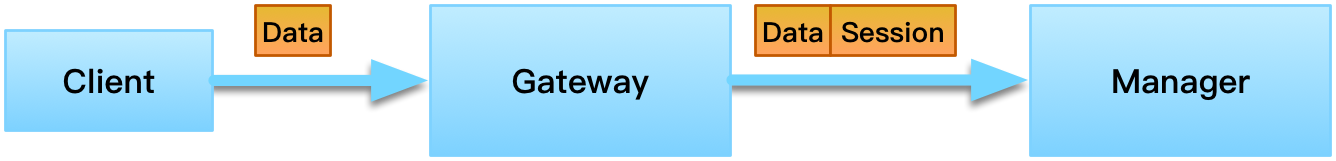 Data
Data Session
Client
Gateway
Manager